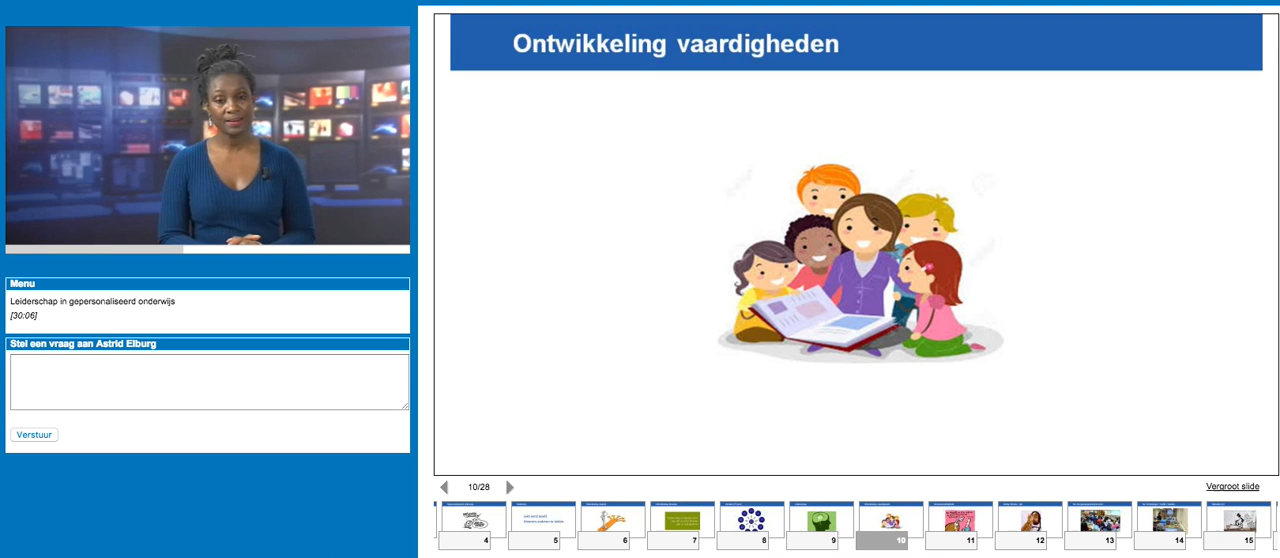 Ontwikkeling vaardigheden
Menu
Leiderschap in gepersonaliseerd onderwijs
[30:06]
Stel een vraag aan Astrid Elburg
Verstuur
10/28
Vergroot slide
4
5
6
7
8
9
10
11
12
13
14
15